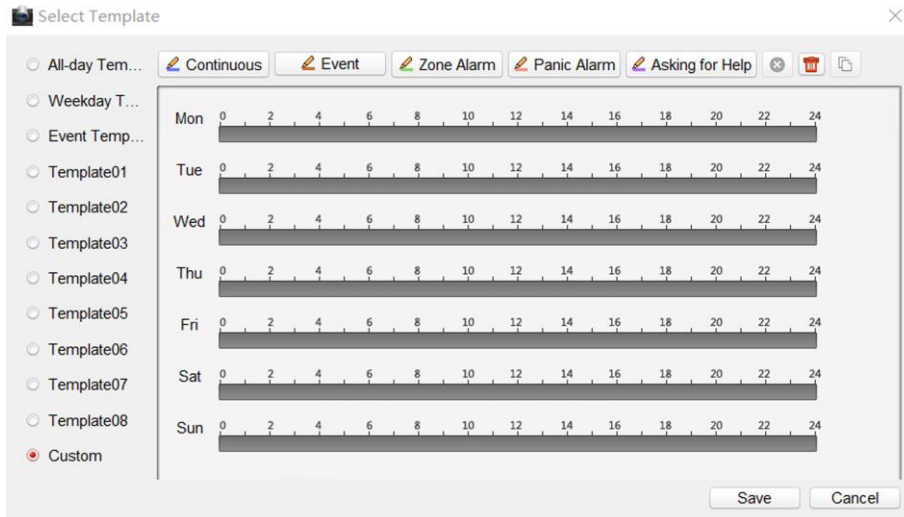 Select Template
All-day Tem...
Weekday T...
Event Temp...
Template01
Template02
Template03
Template04
Template05
Template06
Template07
Template08
Custom
Continuous Event Zone Alarm Panic Alarm Asking for Help
Mon 0 2 4 6 8 10 12 14 16 18 20 22 24
Tue 0 2 4 6 8 10 12 14 16 18 20 22 24
Wed 0 2 4 6 8 10 12 14 16 18 20 22 24
Thu 0 2 4 6 8 10 12 14 16 18 20 22 24
Fri 0 2 4 6 8 10 12 14 16 18 20 22 24
Sat 0 2 4 6 8 10 12 14 16 18 20 22 24
Sun 0 2 4 6 8 10 12 14 16 18 20 22 24
Save Cancel